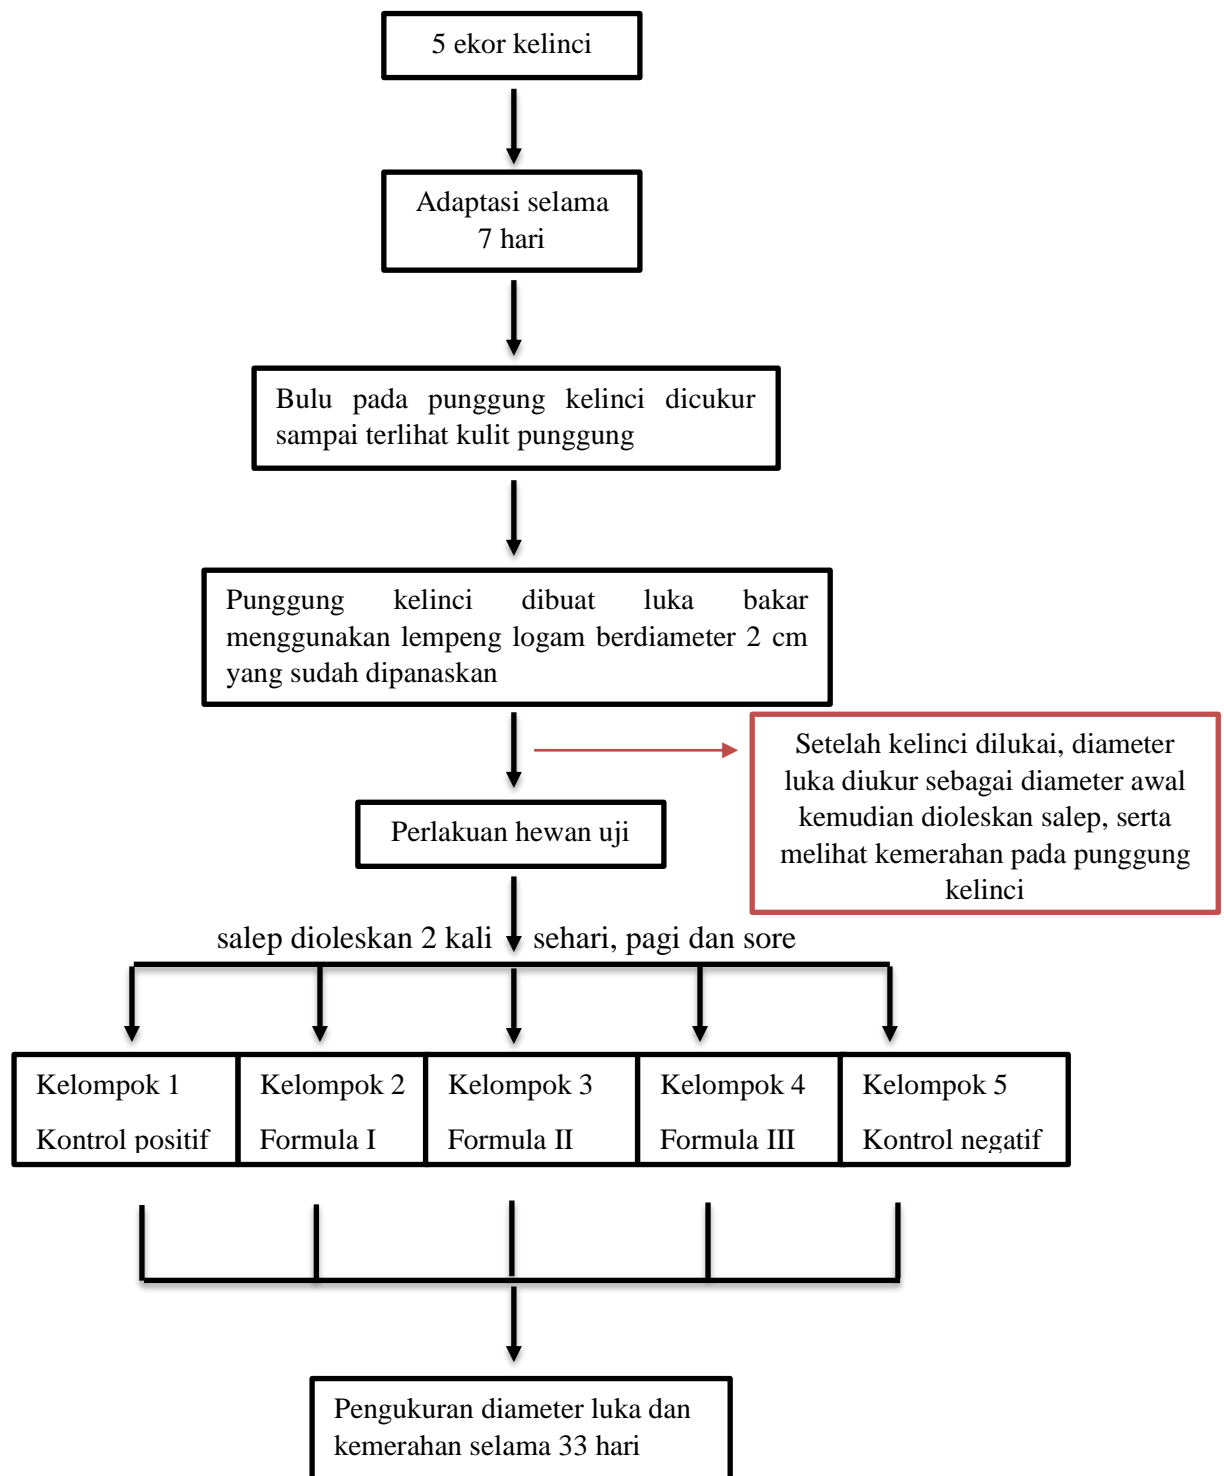 5 ekor kelinci
Adaptasi selama
7 hari
Bulu pada punggung kelinci dicukur
sampai terlihat kulit punggung
Punggung kelinci dibuat luka bakar
menggunakan lempeng logam berdiameter 2 cm
yang sudah dipanaskan
Setelah kelinci dilukai, diameter
luka diukur sebagai diameter awal
kemudian dioleskan salep, serta
melihat kemerahan pada punggung
kelinci
Perlakuan hewan uji
salep dioleskan 2 kali sehari, pagi dan sore
Kelompok 1
Kontrol positif
Kelompok 2
Formula I
Kelompok 3
Formula II
Kelompok 4
Formula III
Kelompok 5
Kontrol negatif
Pengukuran diameter luka dan
kemerahan selama 33 hari